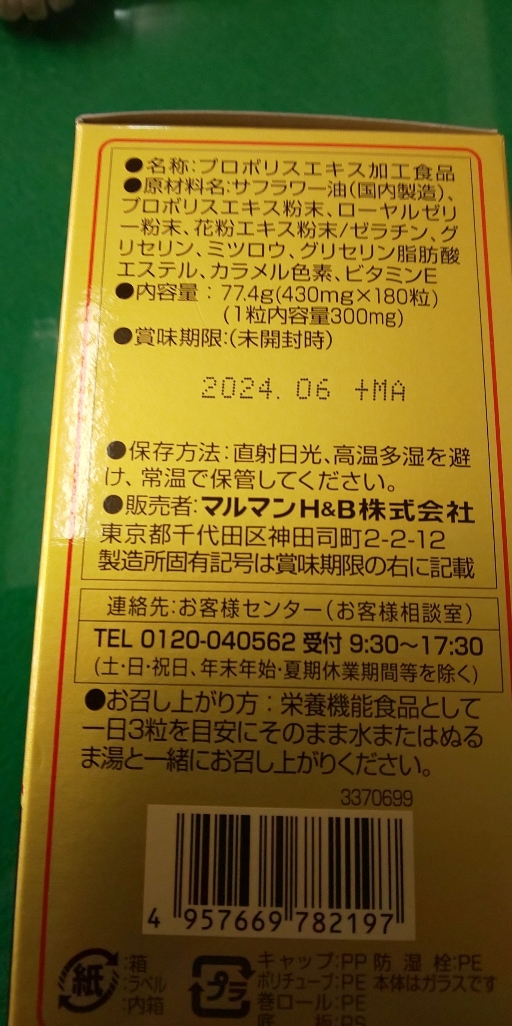 ●名称:プロポリスエキス加工食品
●原材料名:サフラワー油(国内製造)、
プロポリスエキス粉末、ローヤルゼリ
ー粉末、花粉エキス粉末/ゼラチン、グ
リセリン、ミツロウ、グリセリン脂肪酸
エステル、カラメル色素、ビタミンE
●内容量:77.4g(430mg×180粒)
(1粒内容量300mg)
●賞味期限:(未開封時)
2024.06 +MA
●保存方法:直射日光、高温多湿を避
け、常温で保管してください。
●販売者:マルマンH&B株式会社
東京都千代田区神田司町2-2-12
製造所固有記号は賞味期限の右に記載
連絡先:お客様センター(お客様相談室)
TEL 0120-040562 受付 9:30~17:30
(土・日・祝日、年末年始・夏期休業期間等を除く)
●お召し上がり方:栄養機能食品として
一日3粒を目安にそのまま水またはぬる
ま湯と一緒にお召し上がりください。
3370699
4 957669 782197
紙 :箱
:ラベル
:内箱
プラ キャップ:PP 防湿栓:PE
ポリチューブ:PE 本体はガラスです
巻ロール:PE
底板:PS